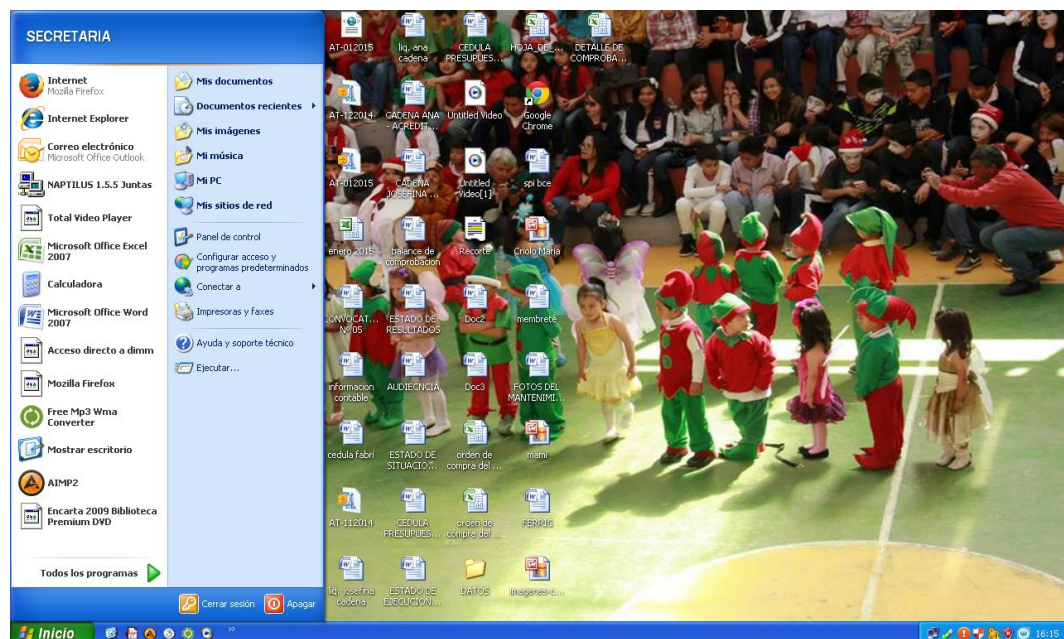 SECRETARIA
Internet
Mozilla Firefox
Internet Explorer
Correo electrónico
Microsoft Office Outlook
NAPTILUS 1.5.5 Juntas
Total Video Player
Microsoft Office Excel
2007
Calculadora
Microsoft Office Word
2007
Acceso directo a dimm
Mozilla Firefox
Free Mp3 Wma
Converter
Mostrar escritorio
AIMP2
Encarta 2009 Biblioteca
Premium DVD
Todos los programas
Mis documentos
Documentos recientes
Mis imágenes
Mi música
Mi PC
Mis sitios de red
Panel de control
Configurar acceso y
programas predeterminados
Conectar a
Impresoras y faxes
Ayuda y soporte técnico
Ejecutar...
Cerrar sesión
Apagar
AT-012015
liq. ana
cadena
CEDULA
PRESUPUES...
HOJA_DE_...
DETALLE DE
COMPROBA...
AT-122014
CADENA ANA
- ACREDIT...
Untitled Video
Google
Chrome
AT-012015
CADENA
JOSEFINA ...
Untitled
Video[1]
spi bce
enero 2015
balance de
comprobacion
Recorte
Criollo Maria
CONVOCAT...
Nº 05
ESTADO DE
RESULTADOS
Doc2
membrete
informacion
contable
AUDIECNCIA
Doc3
FOTOS DEL
MANTENIMI...
cedula fabri
ESTADO DE
SITUACIO...
orden de
compra del ...
mami
AT-112014
CEDULA
PRESUPUES...
orden de
compra del ...
FERRIC
liq. josefina
cadena
ESTADO DE
EJECUCION...
DATOS
imagenes c...
Inicio
16:15